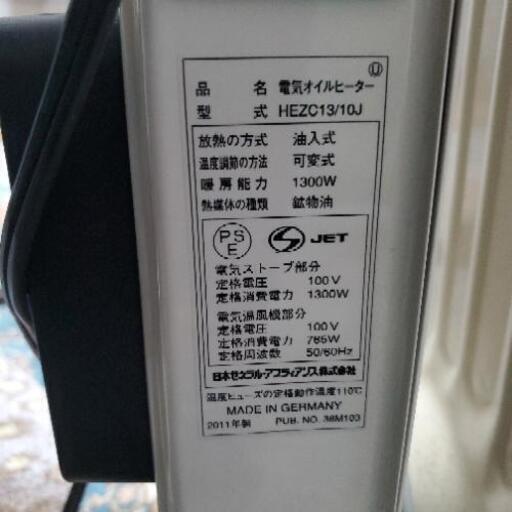 U
品 名 電気オイルヒーター
型 式 HEZC13/10J
放熱の方式 油入式
温度調節の方法 可変式
暖房能力 1300W
熱媒体の種類 鉱物油
PS
E JET
電気ストーブ部分
定格電圧 100V
定格消費電力 1300W
電気温風機部分
定格電圧 100V
定格消費電力 765W
定格周波数 50/60Hz
日本ゼネラル・アプライアンス株式会社
温度ヒューズの定格動作温度110℃
MADE IN GERMANY
2011年製 PUB. NO. 38M103